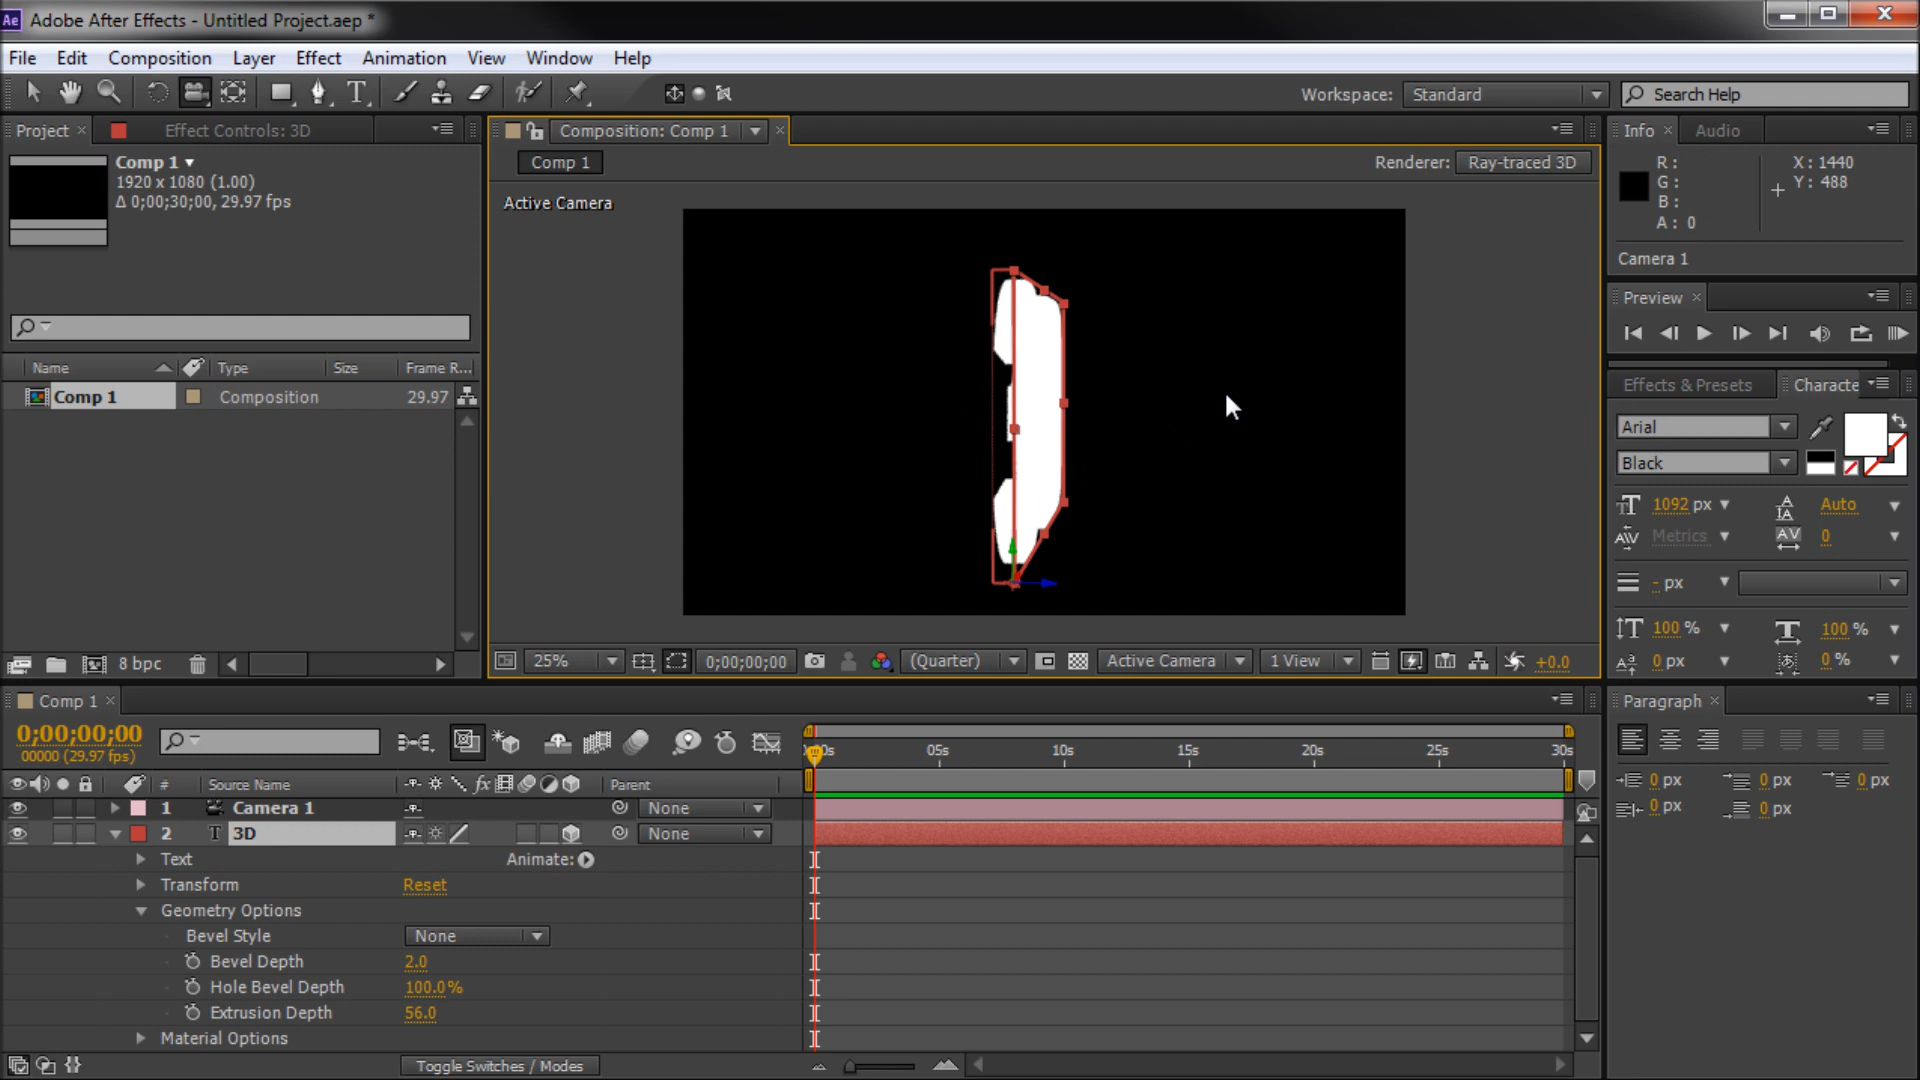 Ae Adobe After Effects - Untitled Project.aep *
File Edit Composition Layer Effect Animation View Window Help
Workspace: Standard Search Help
Project × Effect Controls: 3D
Comp 1
1920 x 1080 (1.00)
Δ 0;00;30;00, 29.97 fps
Name Type Size Frame R...
Comp 1 Composition 29.97
8 bpc
Composition: Comp 1 ×
Comp 1 Renderer: Ray-traced 3D
Active Camera
25% 0;00;00;00 (Quarter) Active Camera 1 View +0.0
Info × Audio
R:
G:
B:
A: 0
X: 1440
Y: 488
Camera 1
Preview ×
Effects & Presets Characte
Arial
Black
1092 px Auto
Metrics 0
- px
100 % 100 %
0 px 0 %
Comp 1 ×
0;00;00;00
00000 (29.97 fps)
05s 10s 15s 20s 25s 30s
# Source Name fx Parent
1 Camera 1 None
2 T 3D None
Text Animate:
Transform Reset
Geometry Options
Bevel Style None
Bevel Depth 2.0
Hole Bevel Depth 100.0%
Extrusion Depth 56.0
Material Options
Toggle Switches / Modes
Paragraph ×
0 px 0 px 0 px
0 px 0 px